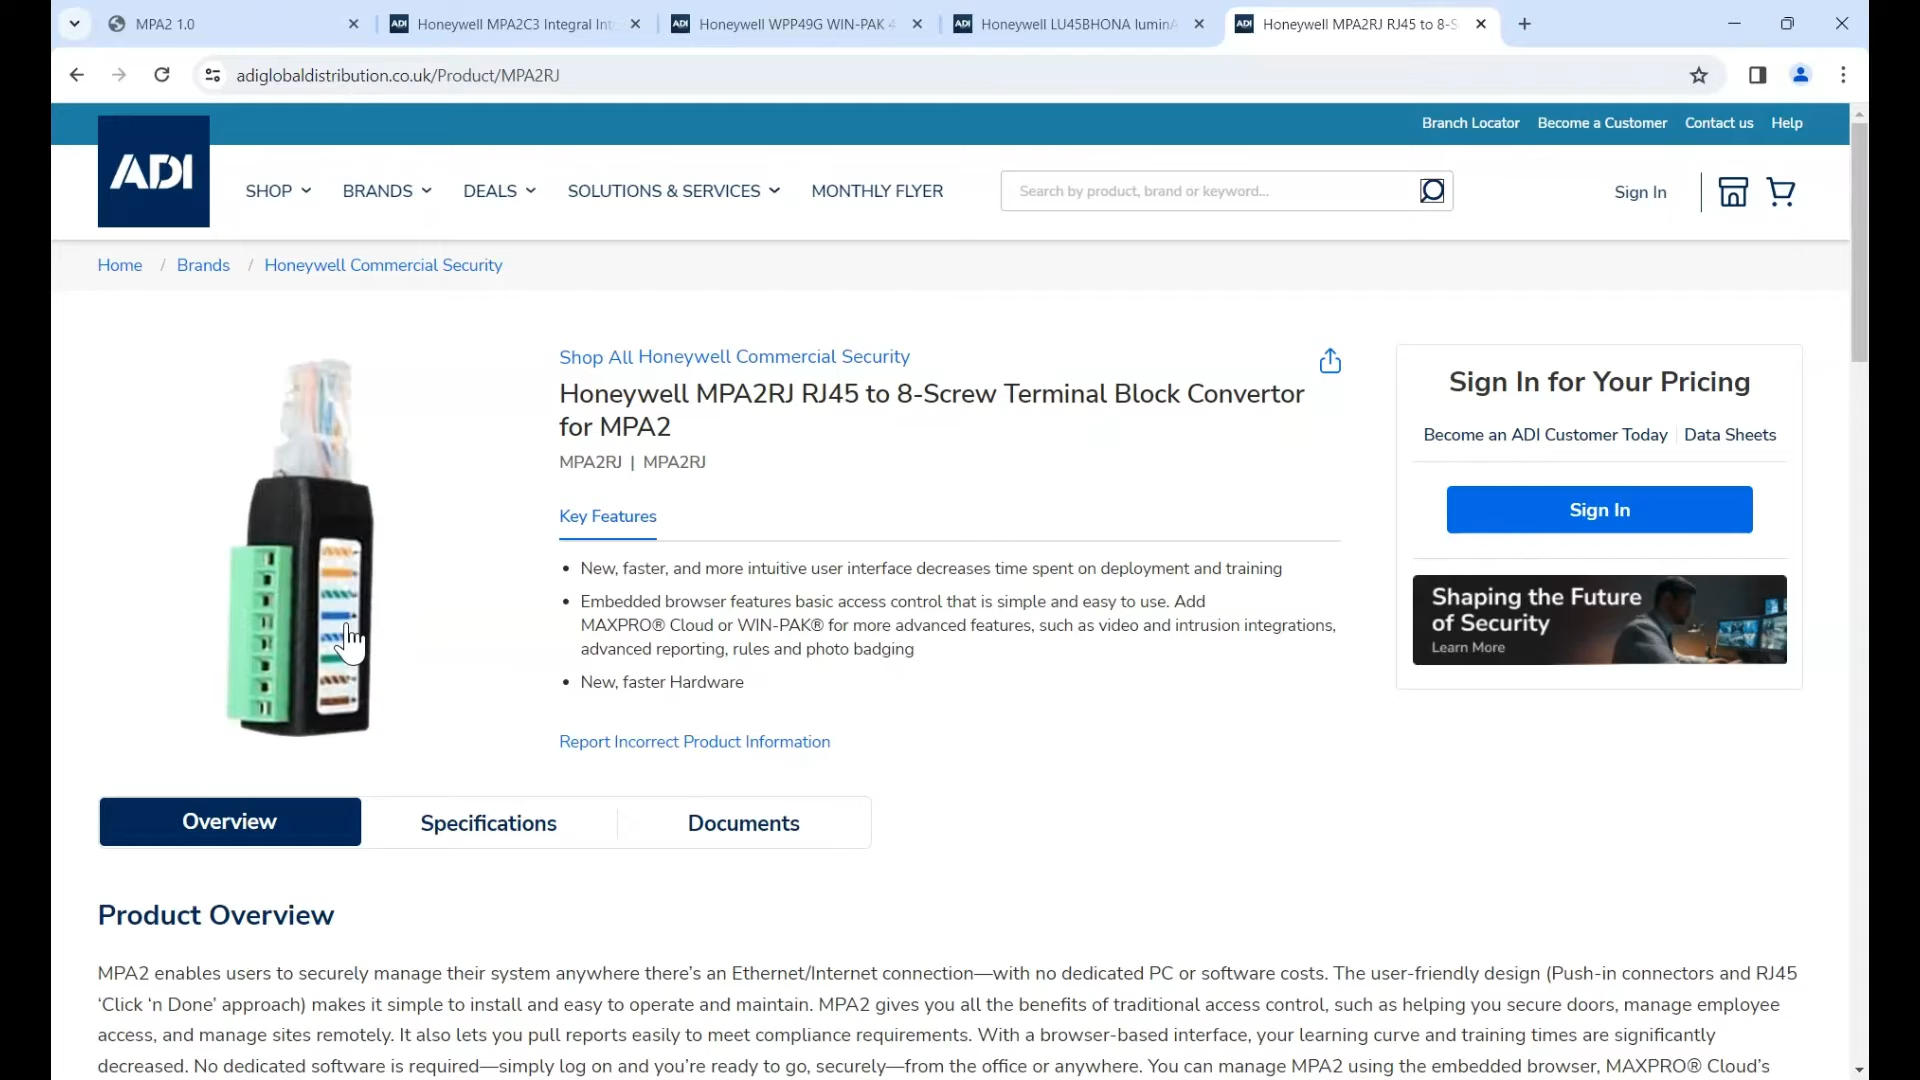 MPA2 1.0
ADI Honeywell MPA2C3 Integral Int
ADI Honeywell WPP49G WIN-PAK 4
ADI Honeywell LU45BHONA lumin
ADI Honeywell MPA2RJ RJ45 to 8-S
adiglobaldistribution.co.uk/Product/MPA2RJ
Branch Locator Become a Customer Contact us Help
ADI
SHOP BRANDS DEALS SOLUTIONS & SERVICES MONTHLY FLYER
Search by product, brand or keyword...
Sign In
Home / Brands / Honeywell Commercial Security
Shop All Honeywell Commercial Security
Honeywell MPA2RJ RJ45 to 8-Screw Terminal Block Convertor
for MPA2
MPA2RJ | MPA2RJ
Key Features
• New, faster, and more intuitive user interface decreases time spent on deployment and training
• Embedded browser features basic access control that is simple and easy to use. Add
MAXPRO® Cloud or WIN-PAK® for more advanced features, such as video and intrusion integrations,
advanced reporting, rules and photo badging
• New, faster Hardware
Report Incorrect Product Information
Sign In for Your Pricing
Become an ADI Customer Today Data Sheets
Sign In
Shaping the Future
of Security
Learn More
Overview Specifications Documents
Product Overview
MPA2 enables users to securely manage their system anywhere there’s an Ethernet/Internet connection—with no dedicated PC or software costs. The user-friendly design (Push-in connectors and RJ45
‘Click ‘n Done’ approach) makes it simple to install and easy to operate and maintain. MPA2 gives you all the benefits of traditional access control, such as helping you secure doors, manage employee
access, and manage sites remotely. It also lets you pull reports easily to meet compliance requirements. With a browser-based interface, your learning curve and training times are significantly
decreased. No dedicated software is required—simply log on and you’re ready to go, securely—from the office or anywhere. You can manage MPA2 using the embedded browser, MAXPRO® Cloud’s